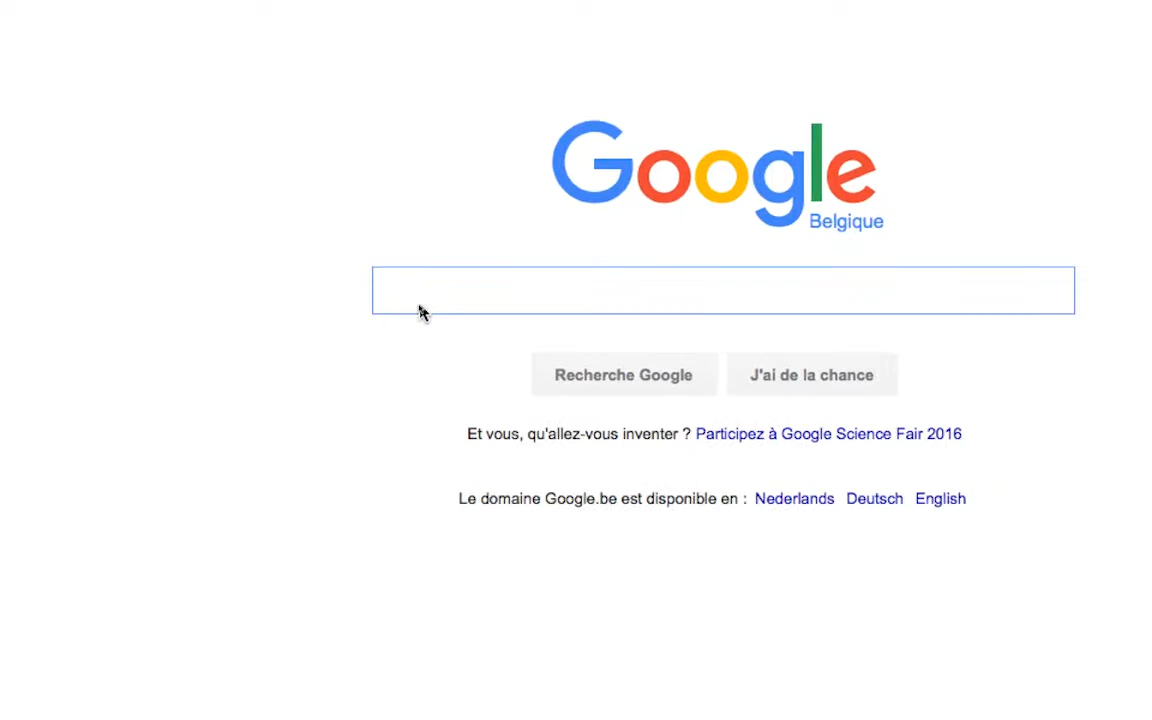 Google
Belgique
Recherche Google J'ai de la chance
Et vous, qu'allez-vous inventer ? Participez à Google Science Fair 2016
Le domaine Google.be est disponible en : Nederlands Deutsch English